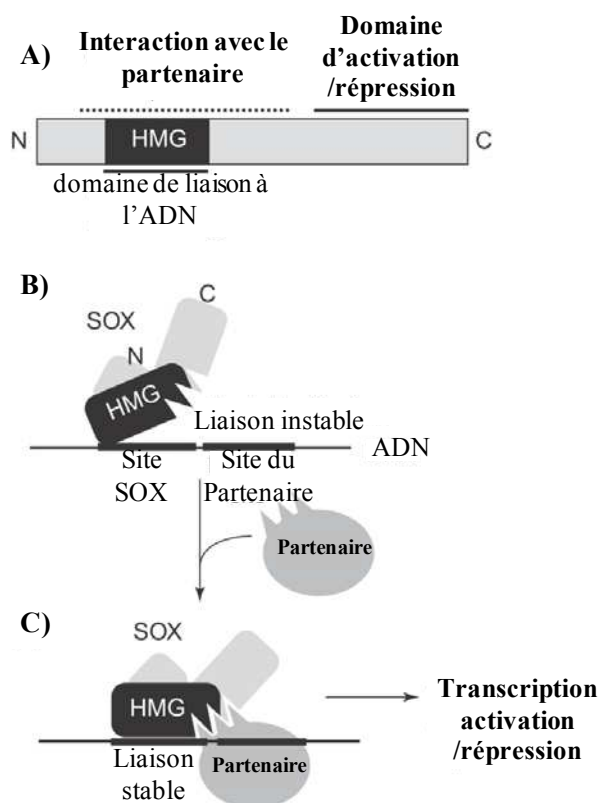 A)
Interaction avec le
partenaire
Domaine
d'activation
/répression
N
HMG
C
domaine de liaison à
l'ADN
B)
SOX
C
N
HMG
Liaison instable
ADN
Site
SOX
Site du
Partenaire
Partenaire
C)
SOX
HMG
Liaison
stable
Partenaire
Transcription
activation
/répression